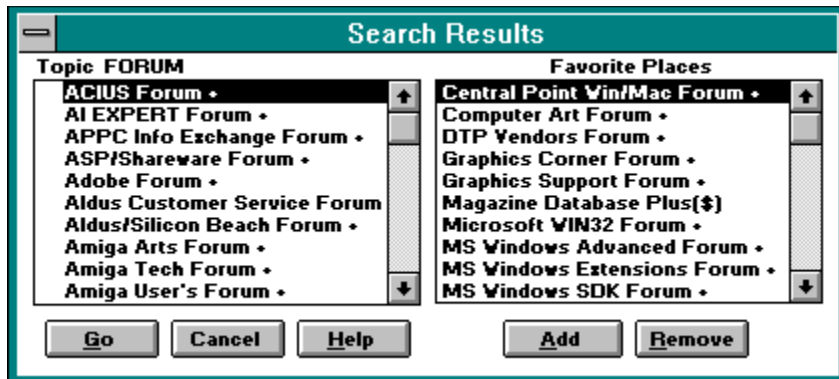 Search Results
Topic FORUM
ACIUS Forum +
AI EXPERT Forum +
APPC Info Exchange Forum +
ASP/Shareware Forum +
Adobe Forum +
Aldus Customer Service Forum
Aldus/Silicon Beach Forum +
Amiga Arts Forum +
Amiga Tech Forum +
Amiga User's Forum +
Favorite Places
Central Point Win/Mac Forum +
Computer Art Forum +
DTP Vendors Forum +
Graphics Corner Forum +
Graphics Support Forum +
Magazine Database Plus($)
Microsoft WIN32 Forum +
MS Windows Advanced Forum +
MS Windows Extensions Forum +
MS Windows SDK Forum +
Go
Cancel
Help
Add
Remove